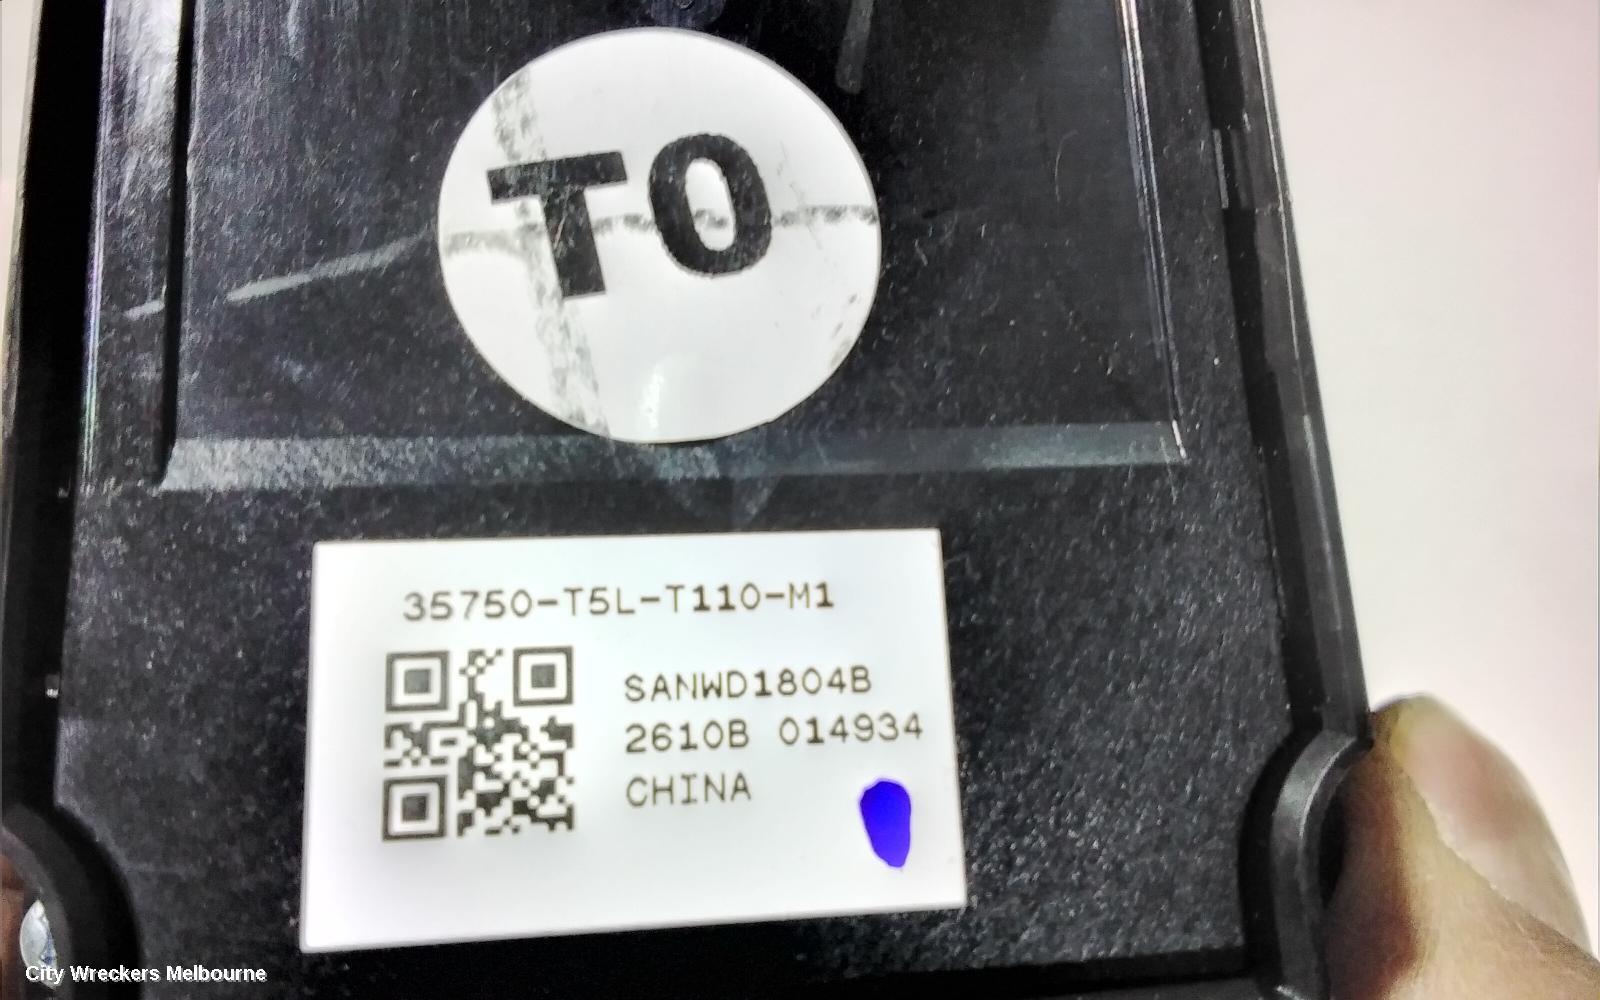 T0
35750-T5L-T110-M1
SANWD1804B
2610B 014934
CHINA
City Wreckers Melbourne